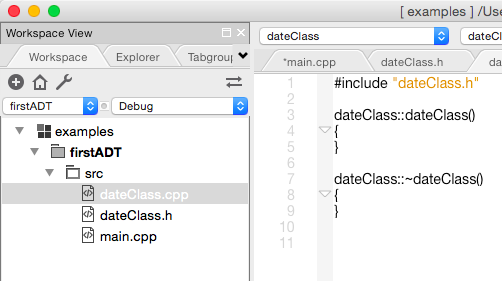 [ examples ] /Use
Workspace View
Workspace
Explorer
Tabgroup
firstADT
Debug
examples
firstADT
src
dateClass.cpp
dateClass.h
main.cpp
dateClass
dateCl
*main.cpp
dateClass.h
da
1 #include "dateClass.h"
2
3 dateClass::dateClass()
4 {
5 }
6
7 dateClass::~dateClass()
8 {
9 }
10
11